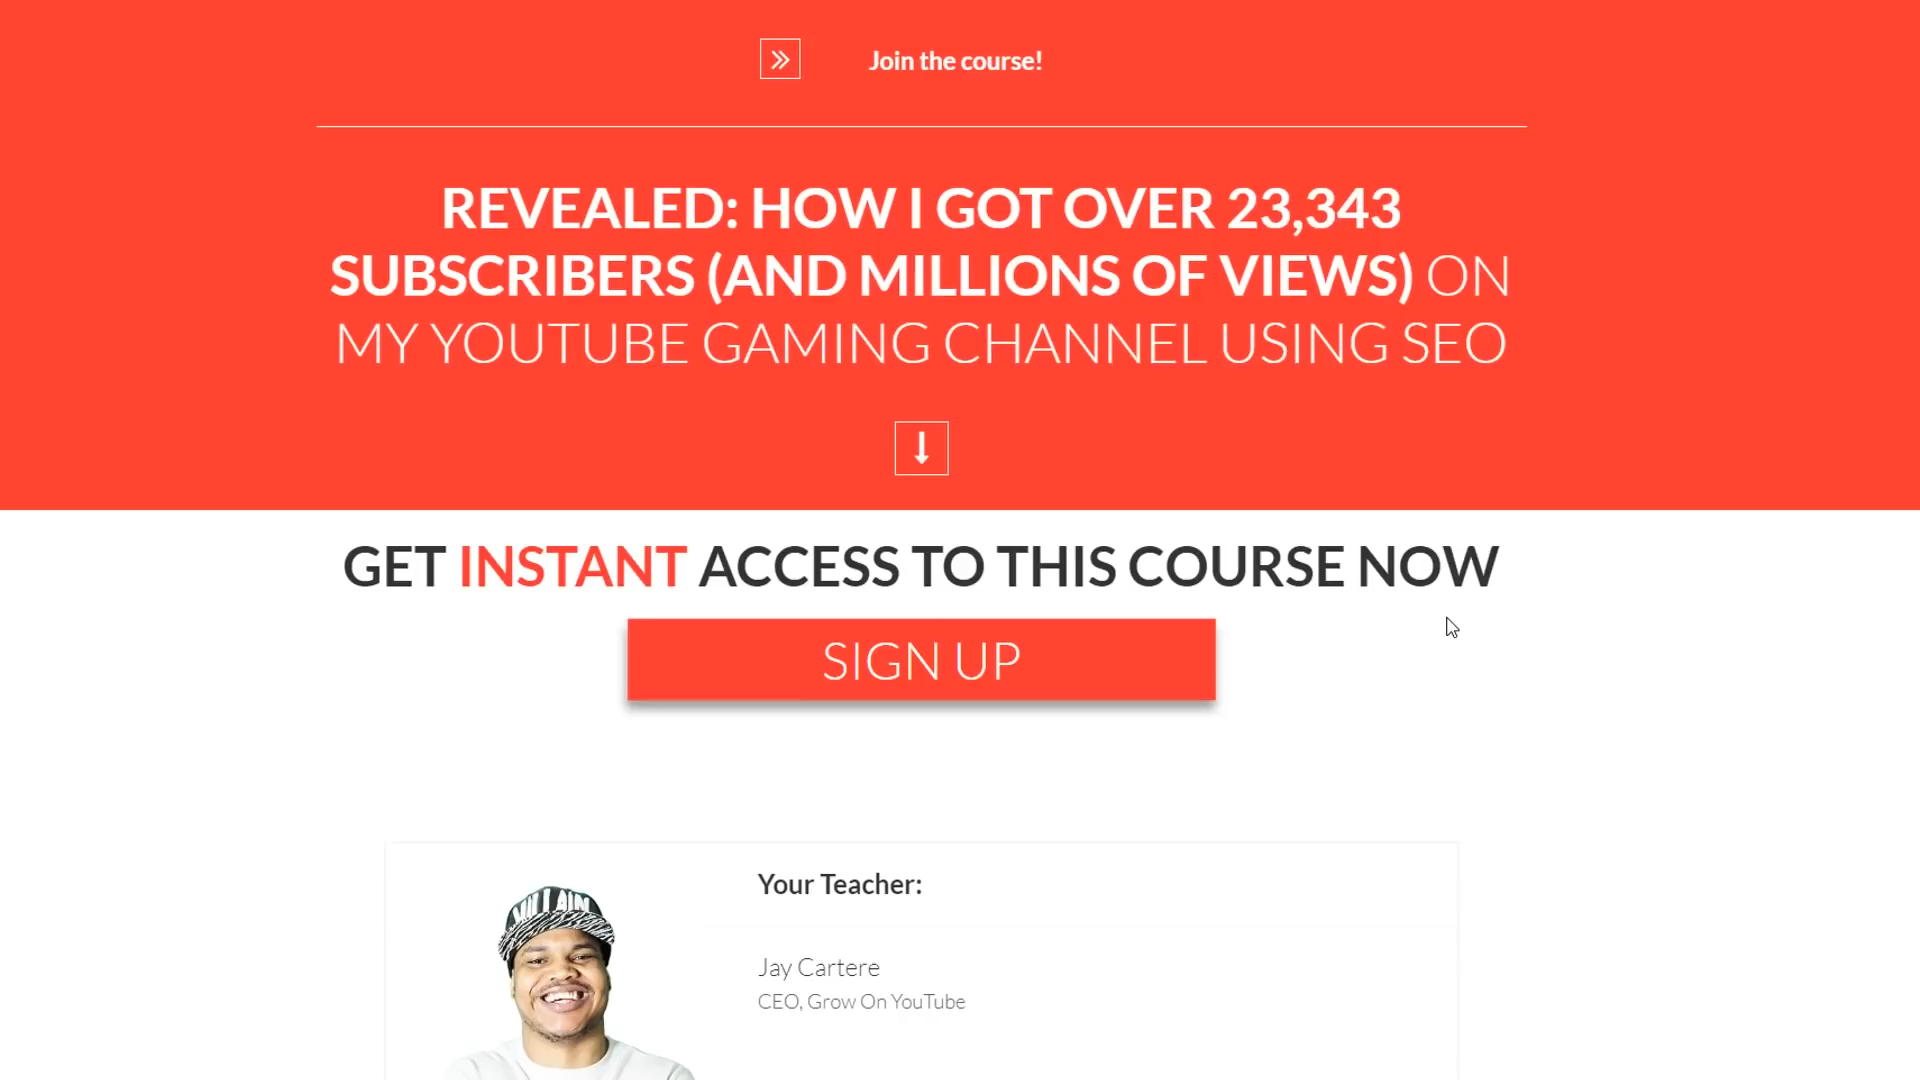 Join the course!
REVEALED: HOW I GOT OVER 23,343
SUBSCRIBERS (AND MILLIONS OF VIEWS) ON
MY YOUTUBE GAMING CHANNEL USING SEO
GET INSTANT ACCESS TO THIS COURSE NOW
SIGN UP
Your Teacher:
Jay Cartere
CEO, Grow On YouTube